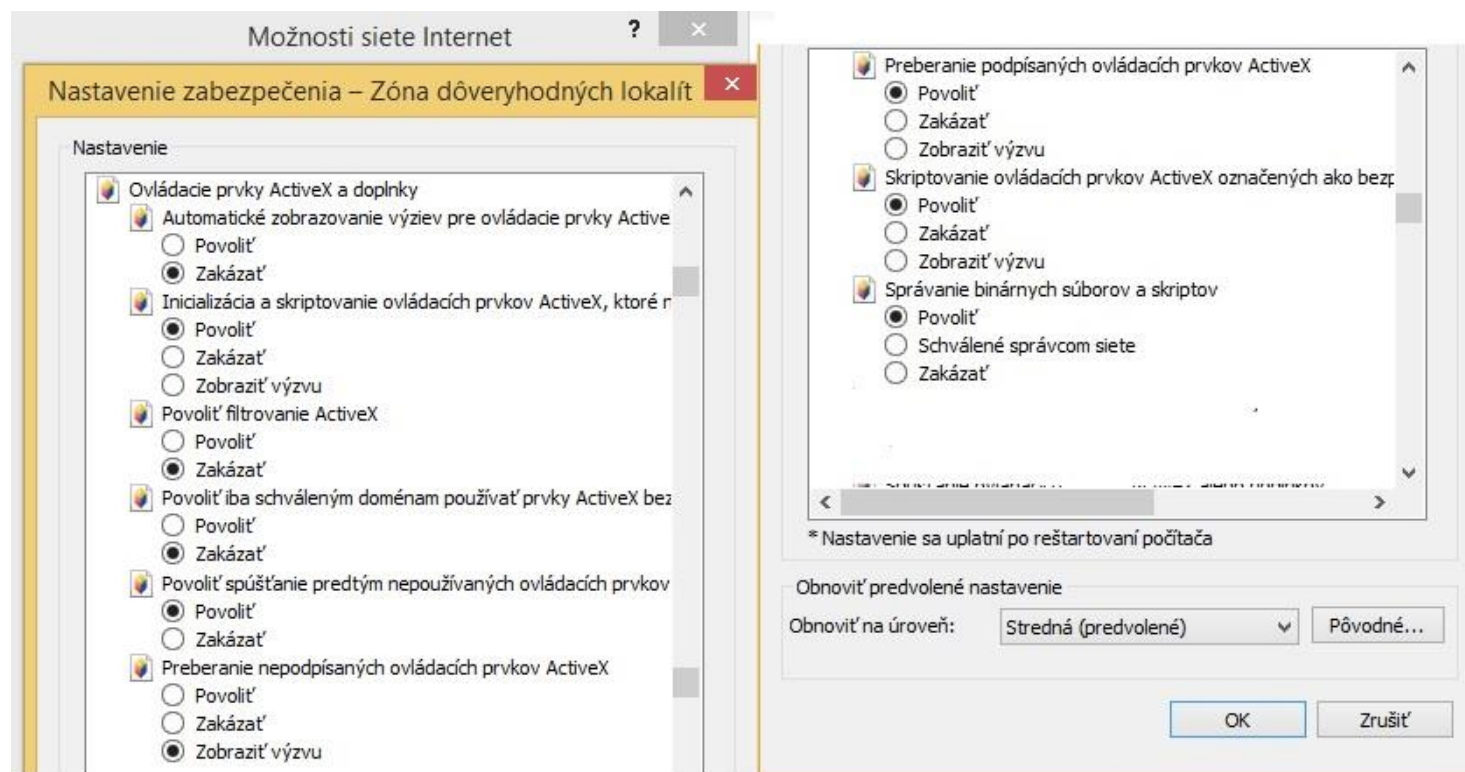 Možnosti siete Internet
?
Nastavenie zabezpečenia – Zóna dôveryhodných lokalít
Nastavenie
Ovládacie prvky ActiveX a doplnky
Automatické zobrazovanie výziev pre ovládacie prvky Active
Povoliť
Zakázať
Inicializácia a skriptovanie ovládacích prvkov ActiveX, ktoré
Povoliť
Zakázať
Zobraziť výzvu
Povoliť filtrovanie ActiveX
Povoliť
Zakázať
Povoliť iba schváleným doménam používať prvky ActiveX bez
Povoliť
Zakázať
Povoliť spúšťanie predtým nepoužívaných ovládacích prvkov
Povoliť
Zakázať
Preberanie nepodpísaných ovládacích prvkov ActiveX
Povoliť
Zakázať
Zobraziť výzvu
Preberanie podpísaných ovládacích prvkov ActiveX
Povoliť
Zakázať
Zobraziť výzvu
Skriptovanie ovládacích prvkov ActiveX označených ako
Povoliť
Zakázať
Zobraziť výzvu
Správanie binárnych súborov a skriptov
Povoliť
Schválené správcom siete
Zakázať
* Nastavenie sa uplatní po reštartovaní počítača
Obnoviť predvolené nastavenie
Obnoviť na úroveň: Stredná (predvolené) Pôvodné...
OK Zrušiť